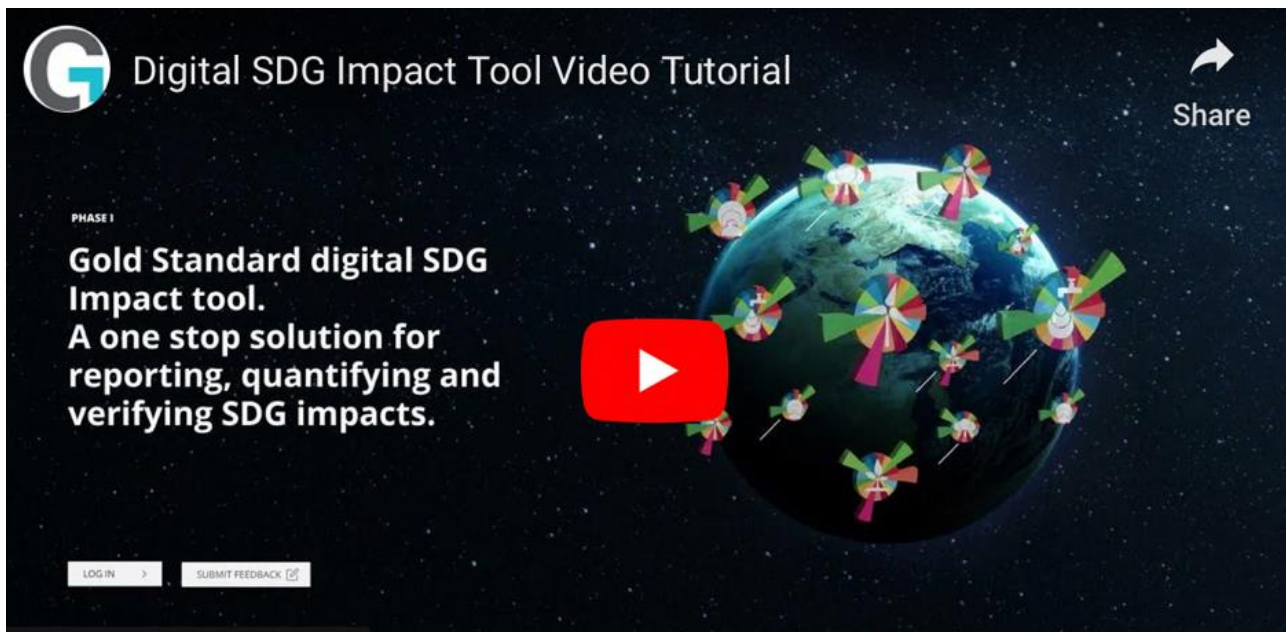 Digital SDG Impact Tool Video Tutorial
Share
PHASE I
Gold Standard digital SDG
Impact tool.
A one stop solution for
reporting, quantifying and
verifying SDG impacts.
LOG IN >
SUBMIT FEEDBACK